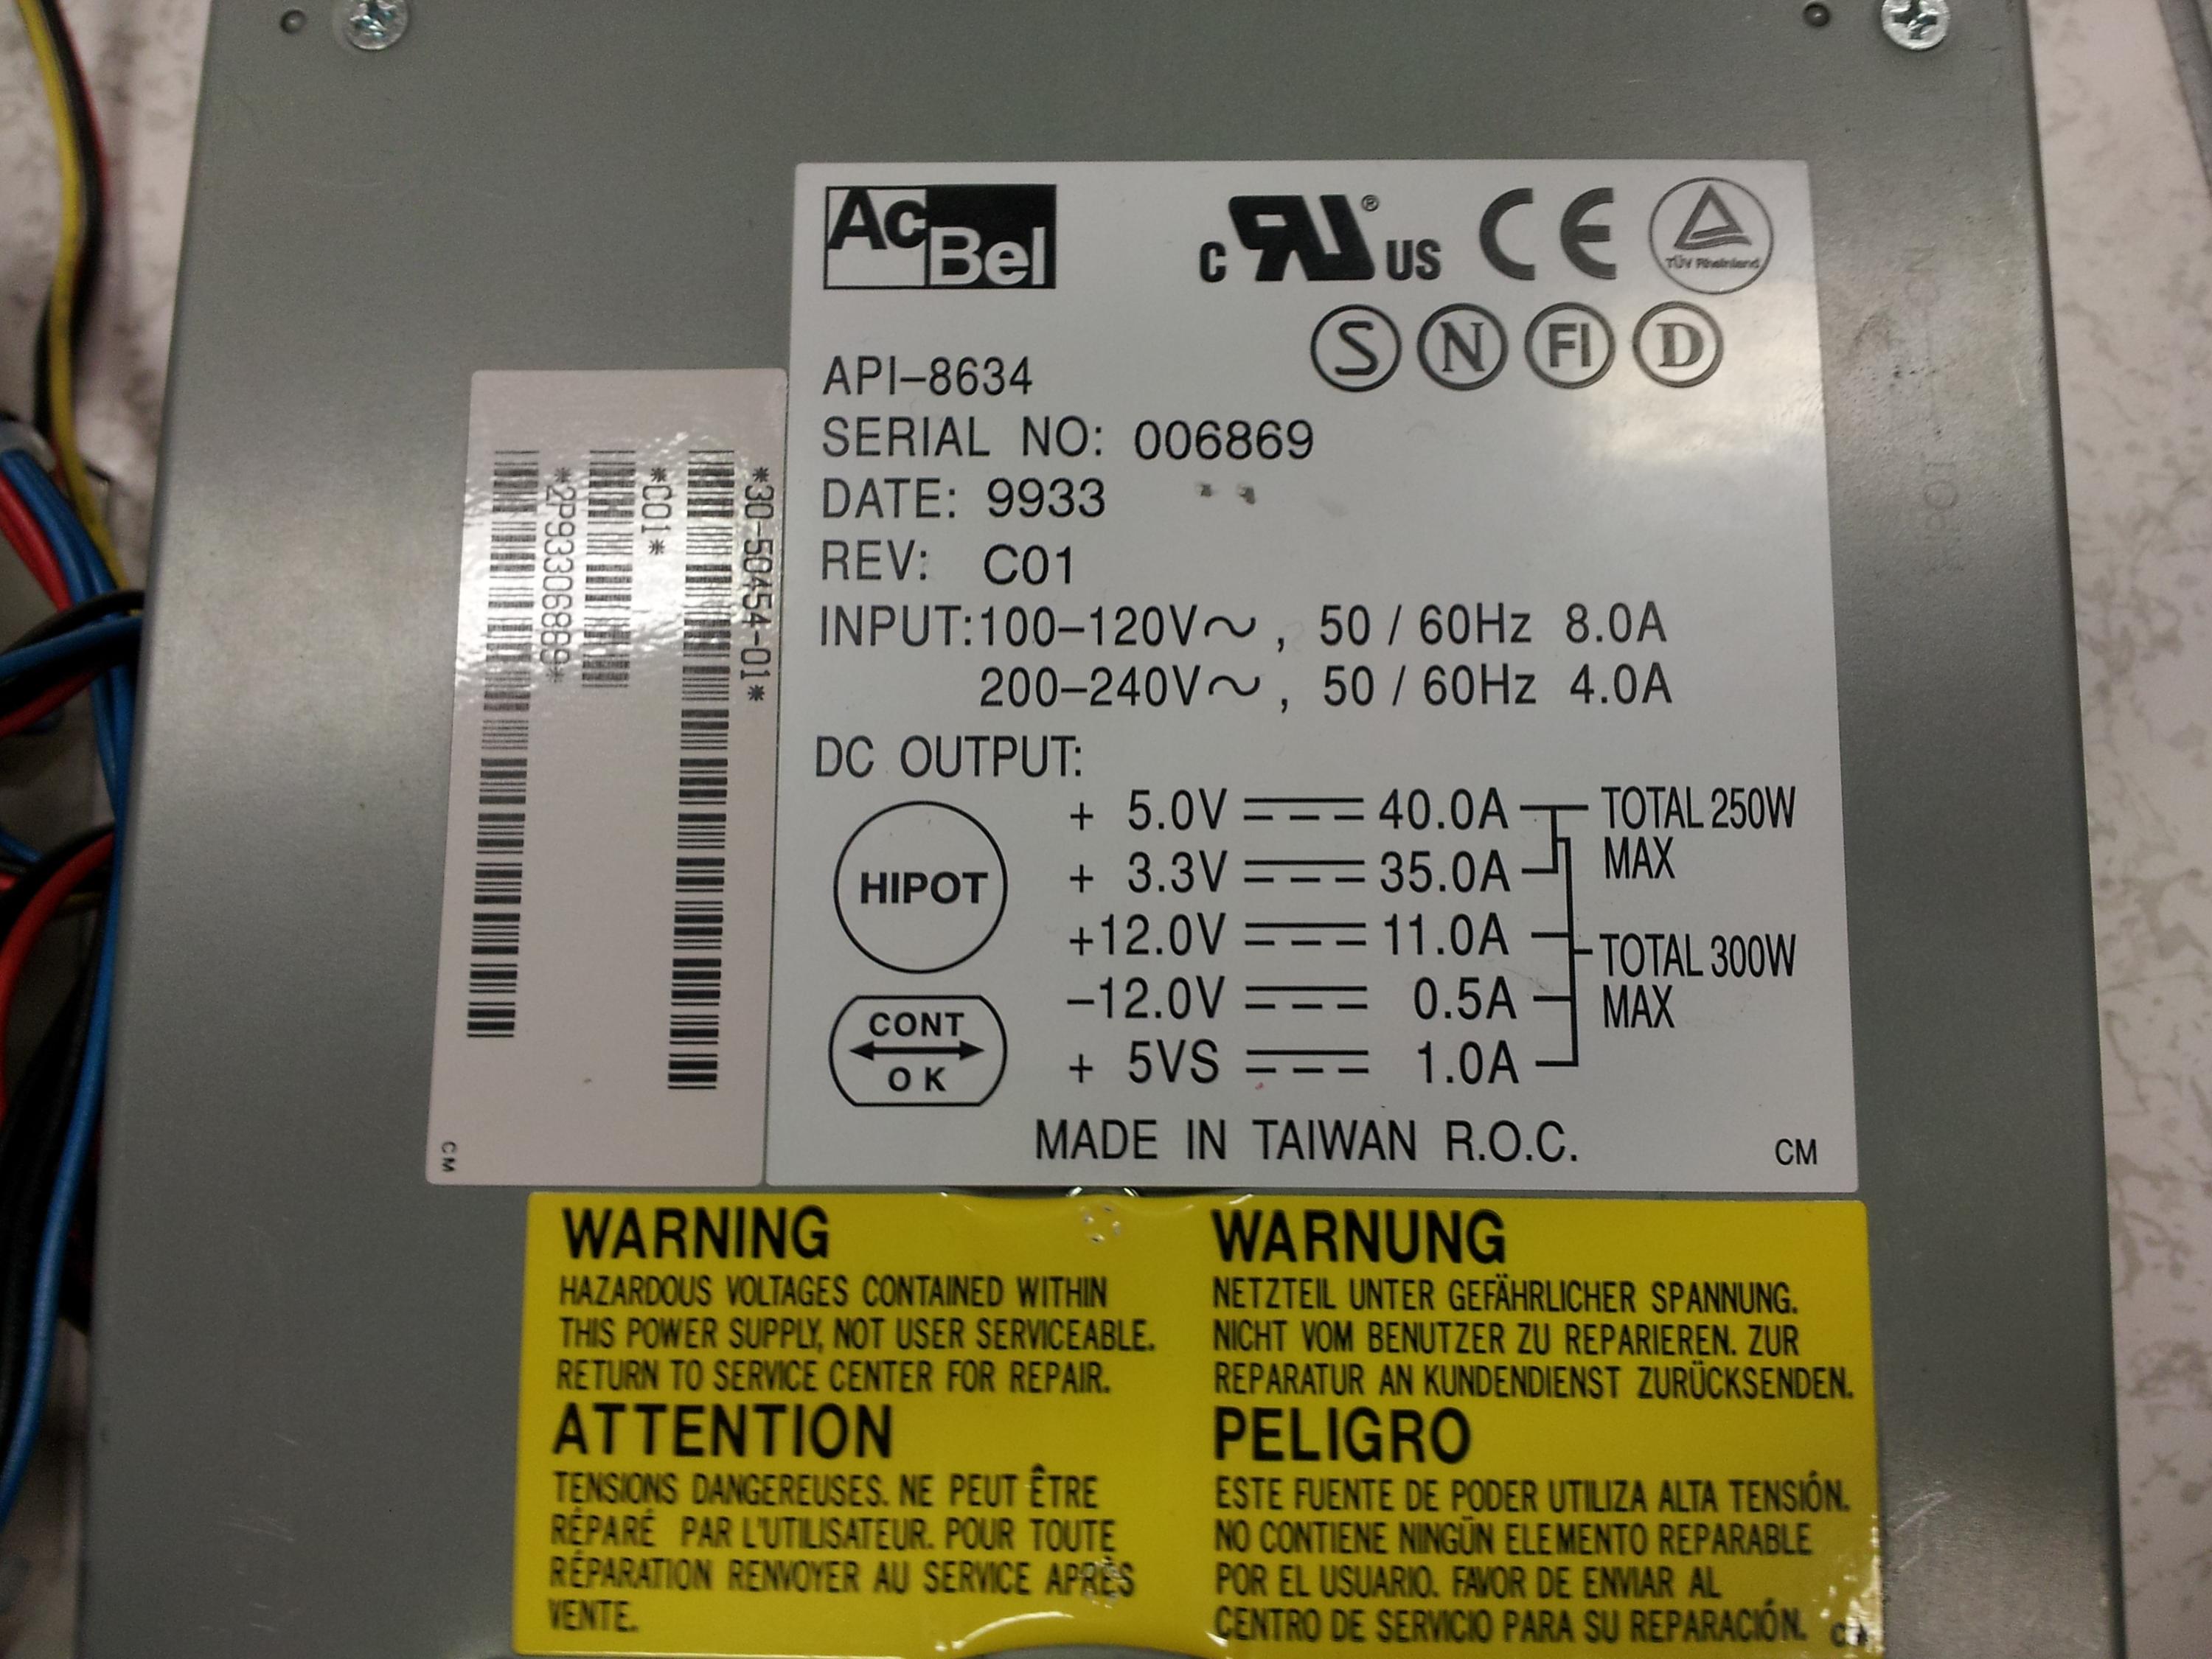 AcBel
c RU ® US CE TÜV Rheinland
S N FI D
API-8634
SERIAL NO: 006869
DATE: 9933
REV: C01
INPUT:100-120V~, 50 / 60Hz 8.0A
200-240V~, 50 / 60Hz 4.0A
DC OUTPUT:
+ 5.0V 40.0A TOTAL 250W
MAX
+ 3.3V 35.0A
+12.0V 11.0A TOTAL 300W
MAX
-12.0V 0.5A
+ 5VS 1.0A
HIPOT
CONT
OK
MADE IN TAIWAN R.O.C.
CM
*30-50454-01*
*C01*
*2P93306869*
CM
WARNING
HAZARDOUS VOLTAGES CONTAINED WITHIN
THIS POWER SUPPLY, NOT USER SERVICEABLE.
RETURN TO SERVICE CENTER FOR REPAIR.
WARNUNG
NETZTEIL UNTER GEFÄHRLICHER SPANNUNG.
NICHT VOM BENUTZER ZU REPARIEREN. ZUR
REPARATUR AN KUNDENDIENST ZURÜCKSENDEN.
ATTENTION
TENSIONS DANGEREUSES. NE PEUT ÊTRE
RÉPARÉ PAR L'UTILISATEUR. POUR TOUTE
RÉPARATION RENVOYER AU SERVICE APRÈS
VENTE.
PELIGRO
ESTE FUENTE DE PODER UTILIZA ALTA TENSIÓN.
NO CONTIENE NINGÜN ELEMENTO REPARABLE
POR EL USUARIO. FAVOR DE ENVIAR AL
CENTRO DE SERVICIO PARA SU REPARACIÓN.